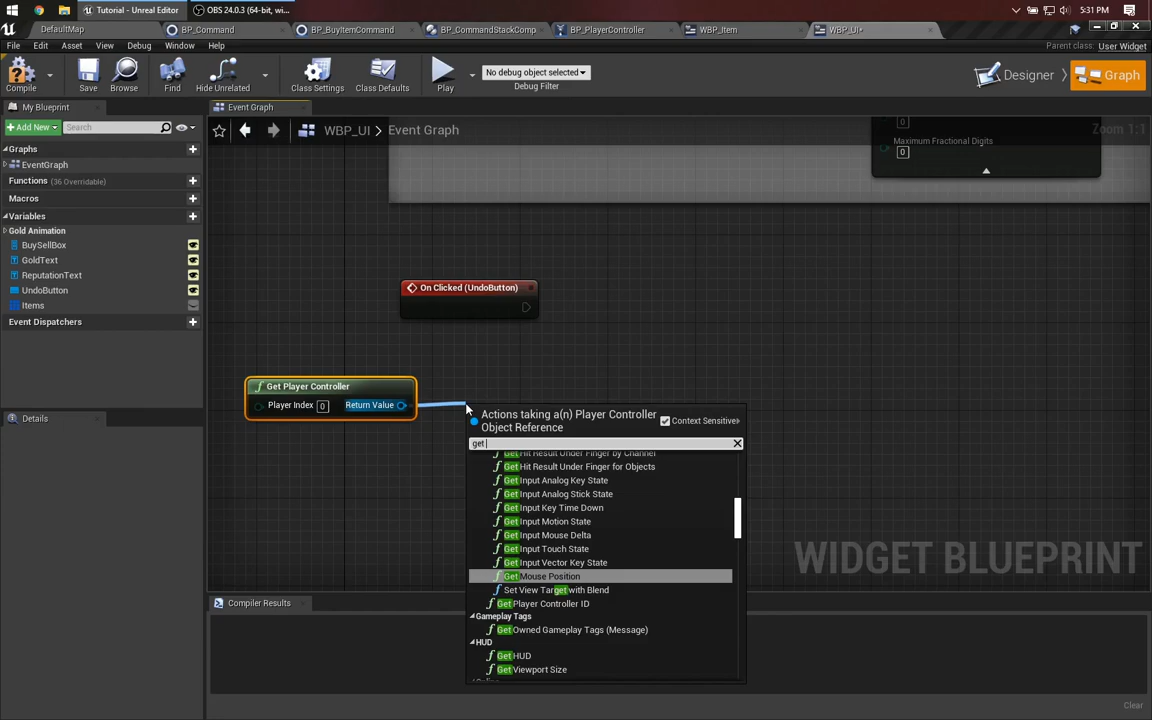 Tutorial - Unreal Editor
OBS 24.0.3 (64-bit, wi...
5:31 PM
DefaultMap
BP_Command
BP_BuyItemCommand
BP_CommandStackComp
BP_PlayerController
WBP_Item
WBP_UI*
File
Edit
Asset
View
Debug
Window
Help
Parent class: User Widget
Compile
Save
Browse
Find
Hide Unrelated
Class Settings
Class Defaults
Play
No debug object selected
Debug Filter
Designer
Graph
My Blueprint
Event Graph
Add New
Search
WBP_UI > Event Graph
Zoom 1:1
Graphs
EventGraph
Functions (36 Overridable)
Macros
Variables
Gold Animation
BuySellBox
GoldText
ReputationText
UndoButton
Items
Event Dispatchers
Details
0
Maximum Fractional Digits
0
On Clicked (UndoButton)
Get Player Controller
Player Index 0
Return Value
Actions taking a(n) Player Controller
Object Reference
Context Sensitive
get
Get Hit Result Under Finger by Channel
Get Hit Result Under Finger for Objects
Get Input Analog Key State
Get Input Analog Stick State
Get Input Key Time Down
Get Input Motion State
Get Input Mouse Delta
Get Input Touch State
Get Input Vector Key State
Get Mouse Position
Set View Target with Blend
Get Player Controller ID
Gameplay Tags
Get Owned Gameplay Tags (Message)
HUD
Get HUD
Get Viewport Size
WIDGET BLUEPRINT
Compiler Results
Clear